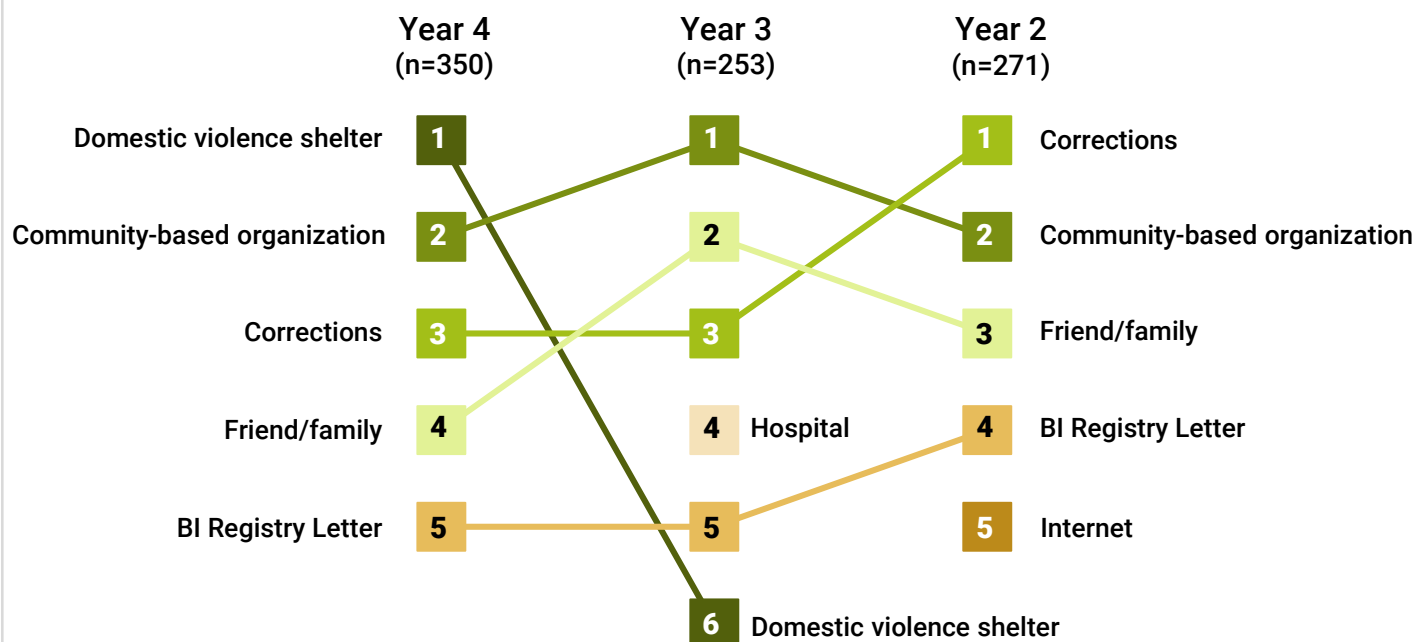 Year 4 Year 3 Year 2
(n=350) (n=253) (n=271)
Domestic violence shelter 1 1 1 Corrections
Community-based organization 2 2 2 Community-based organization
Corrections 3 3 3 Friend/family
Friend/family 4 4 Hospital 4 BI Registry Letter
BI Registry Letter 5 5 5 Internet
6 Domestic violence shelter